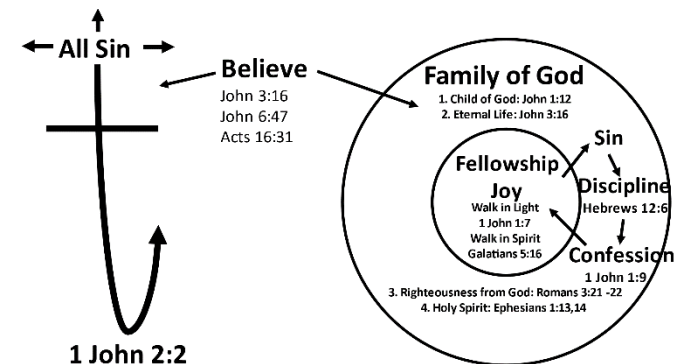 All Sin
Believe
John 3:16
John 6:47
Acts 16:31
1 John 2:2
Family of God
1. Child of God: John 1:12
2. Eternal Life: John 3:16
Fellowship
Joy
Walk in Light
1 John 1:7
Walk in Spirit
Galatians 5:16
Sin
Discipline
Hebrews 12:6
Confession
1 John 1:9
3. Righteousness from God: Romans 3:21 -22
4. Holy Spirit: Ephesians 1:13,14